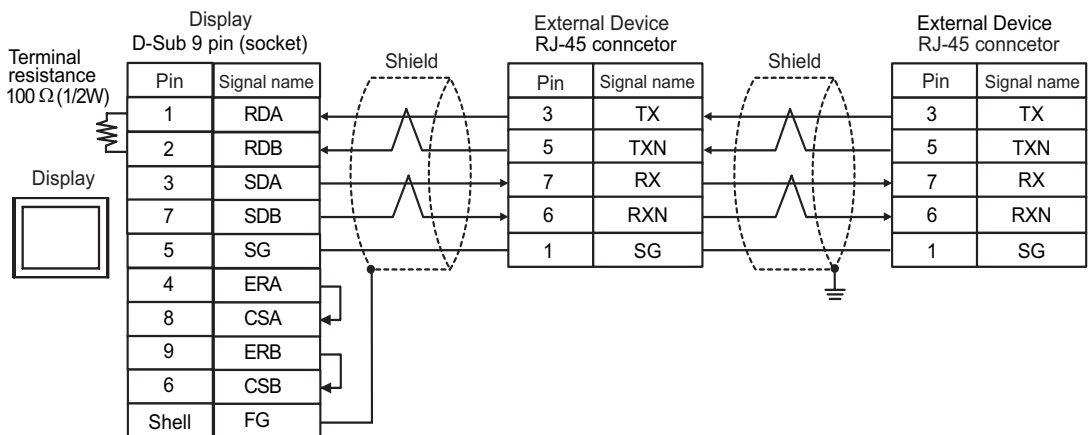 Display
D-Sub 9 pin (socket)
External Device
RJ-45 conncetor
External Device
RJ-45 conncetor
Terminal
resistance
100 Ω (1/2W)
Shield
Shield
Pin Signal name
Pin Signal name
Pin Signal name
1 RDA
3 TX
3 TX
2 RDB
5 TXN
5 TXN
Display
3 SDA
7 RX
7 RX
7 SDB
6 RXN
6 RXN
5 SG
1 SG
1 SG
4 ERA
8 CSA
9 ERB
6 CSB
Shell FG